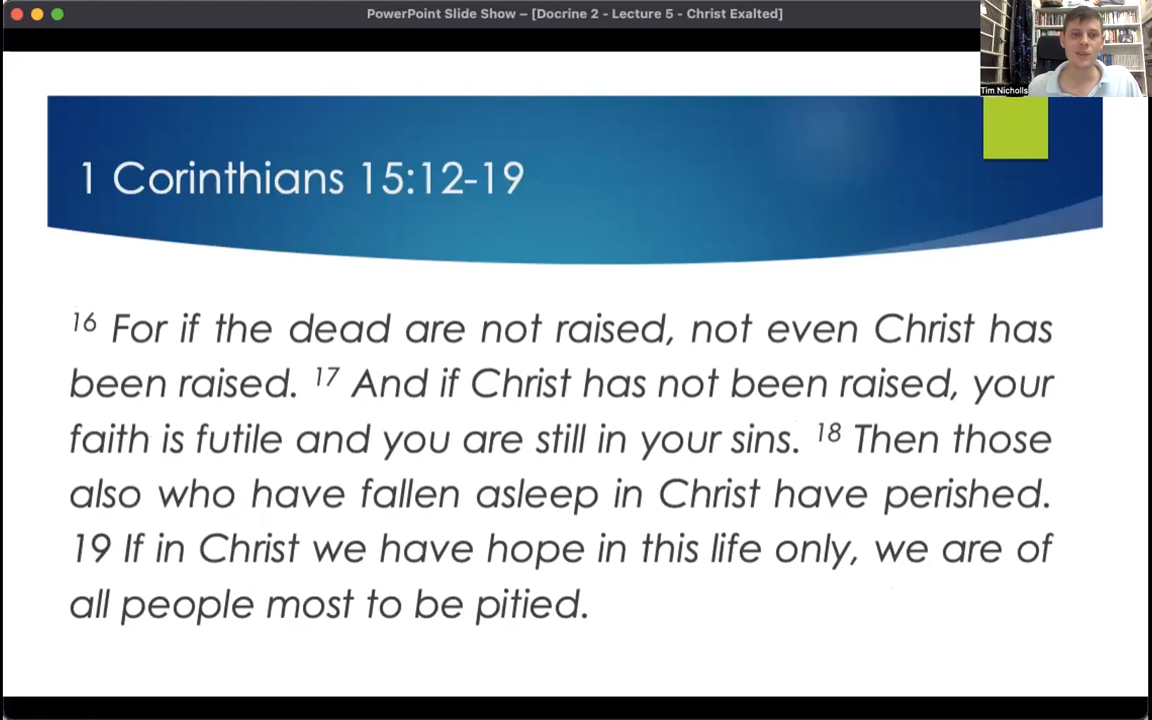 PowerPoint Slide Show – [Docrine 2 - Lecture 5 - Christ Exalted]
Tim Nicholls
1 Corinthians 15:12-19
16 For if the dead are not raised, not even Christ has
been raised. 17 And if Christ has not been raised, your
faith is futile and you are still in your sins. 18 Then those
also who have fallen asleep in Christ have perished.
19 If in Christ we have hope in this life only, we are of
all people most to be pitied.